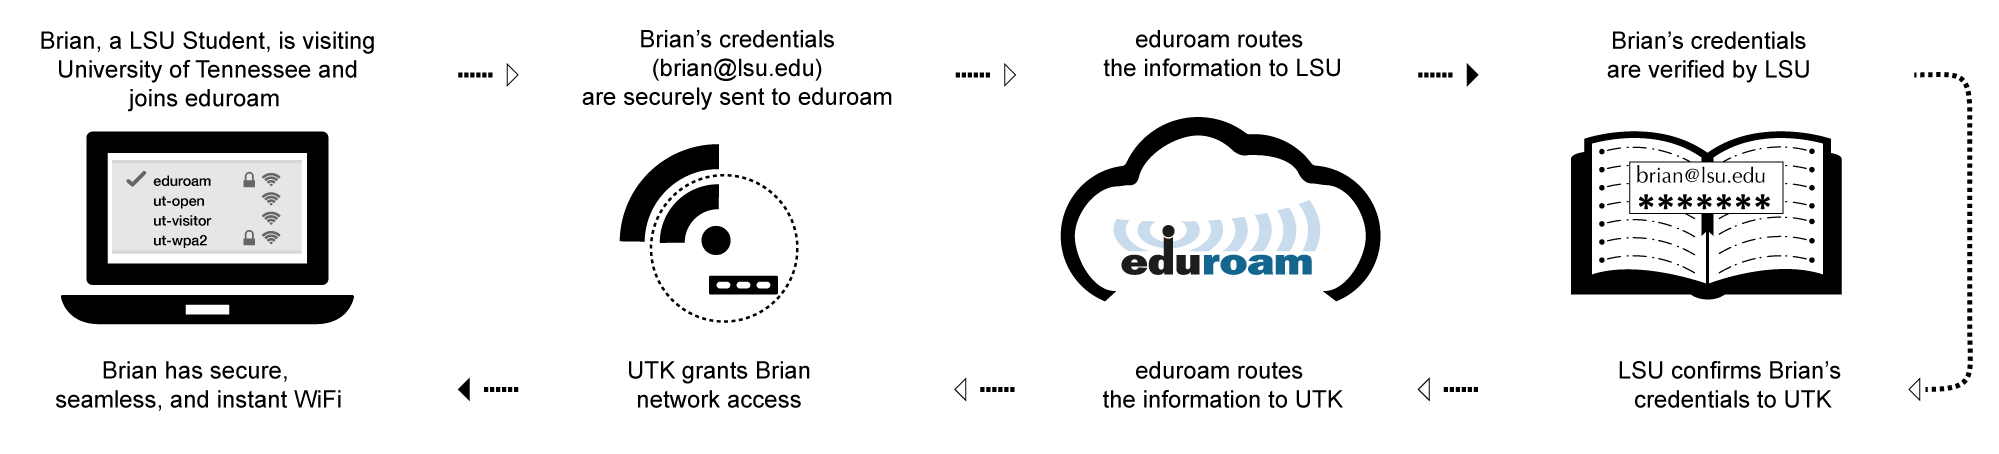 Brian, a LSU Student, is visiting
University of Tennessee and
joins eduroam
Brian’s credentials
(brian@lsu.edu)
are securely sent to eduroam
eduroam routes
the information to LSU
Brian’s credentials
are verified by LSU
eduroam
ut-open
ut-visitor
ut-wpa2
eduroam
brian@lsu.edu
*******
LSU confirms Brian’s
credentials to UTK
eduroam routes
the information to UTK
UTK grants Brian
network access
Brian has secure,
seamless, and instant WiFi